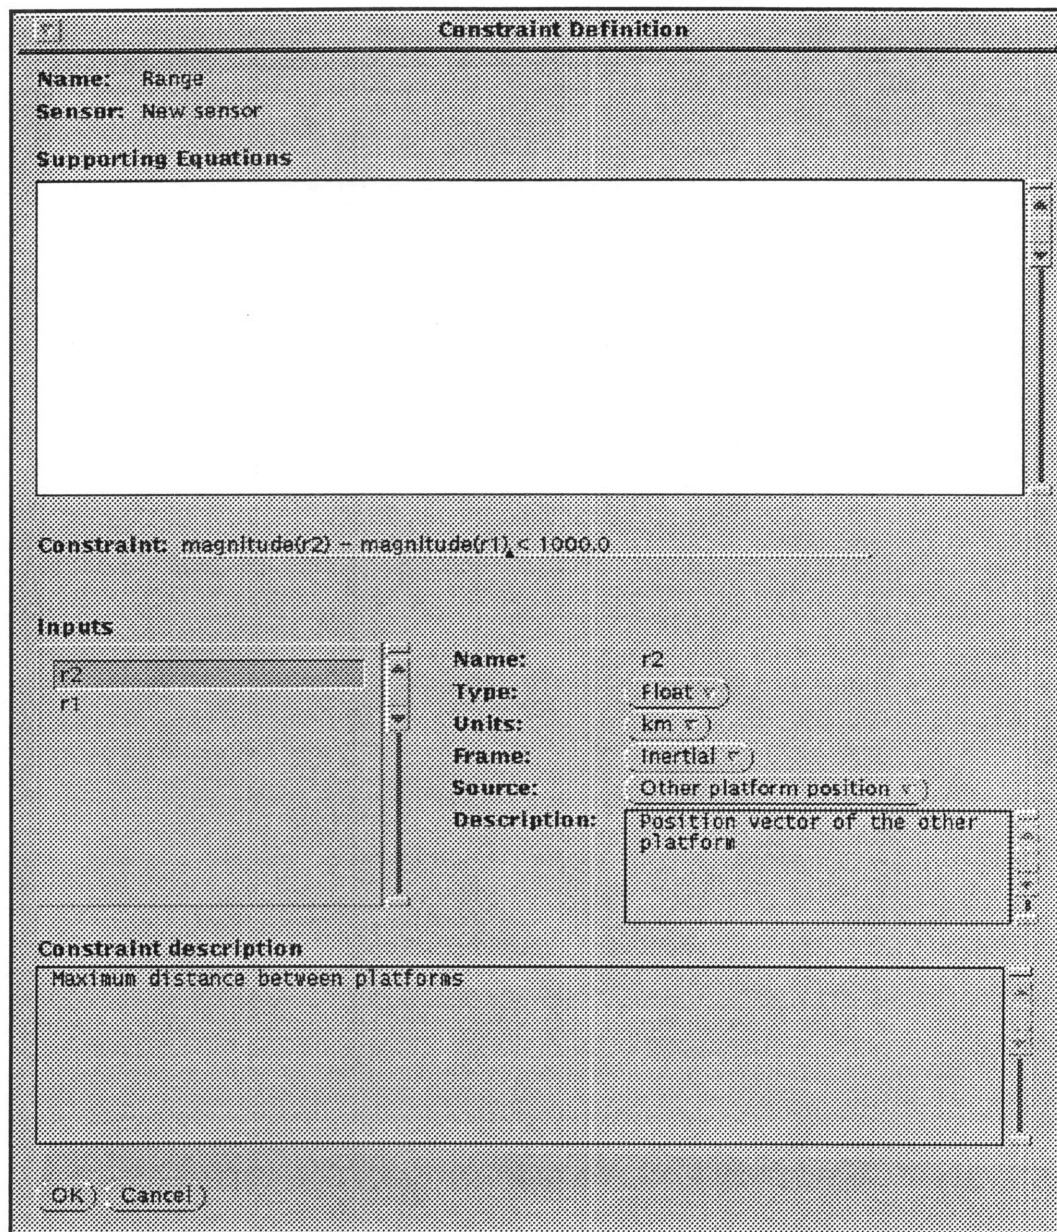 Constraint Definition
Name: Range
Sensor: New sensor
Supporting Equations
Constraint: magnitude(r2) – magnitude(r1) < 1000.0
Inputs
r2
r1
Name: r2
Type: Float
Units: km
Frame: Inertial
Source: Other platform position
Description: Position vector of the other
platform
Constraint description
Maximum distance between platforms
OK Cancel